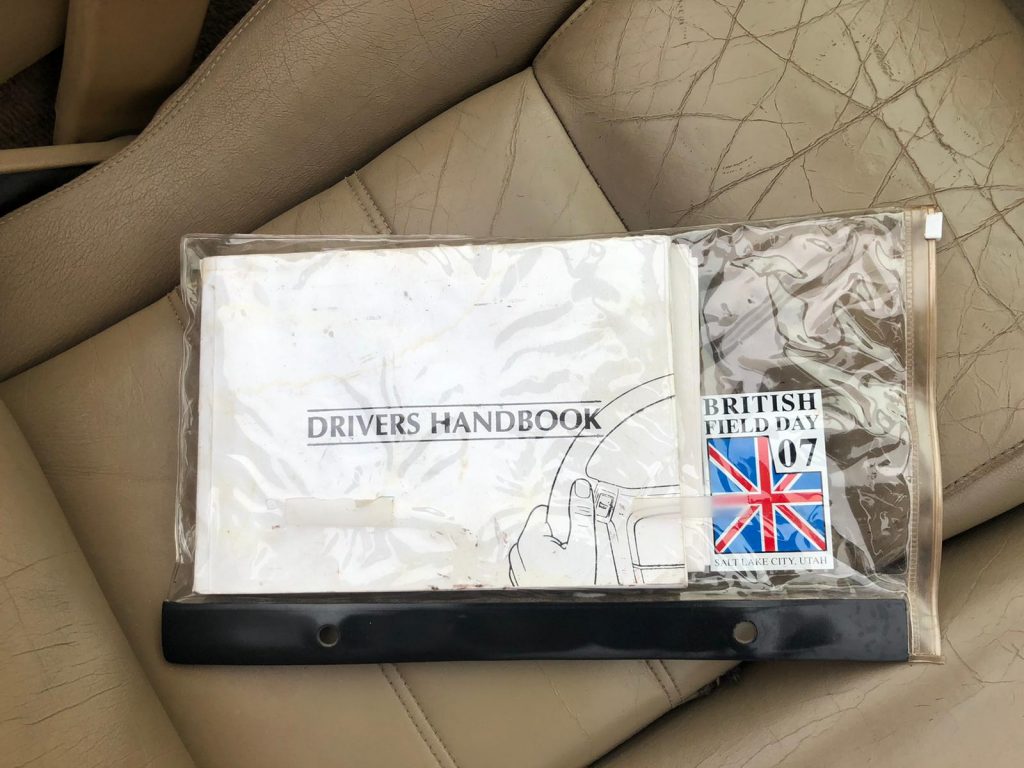 DRIVERS HANDBOOK
BRITISH
FIELD DAY
07
SALT LAKE CITY, UTAH